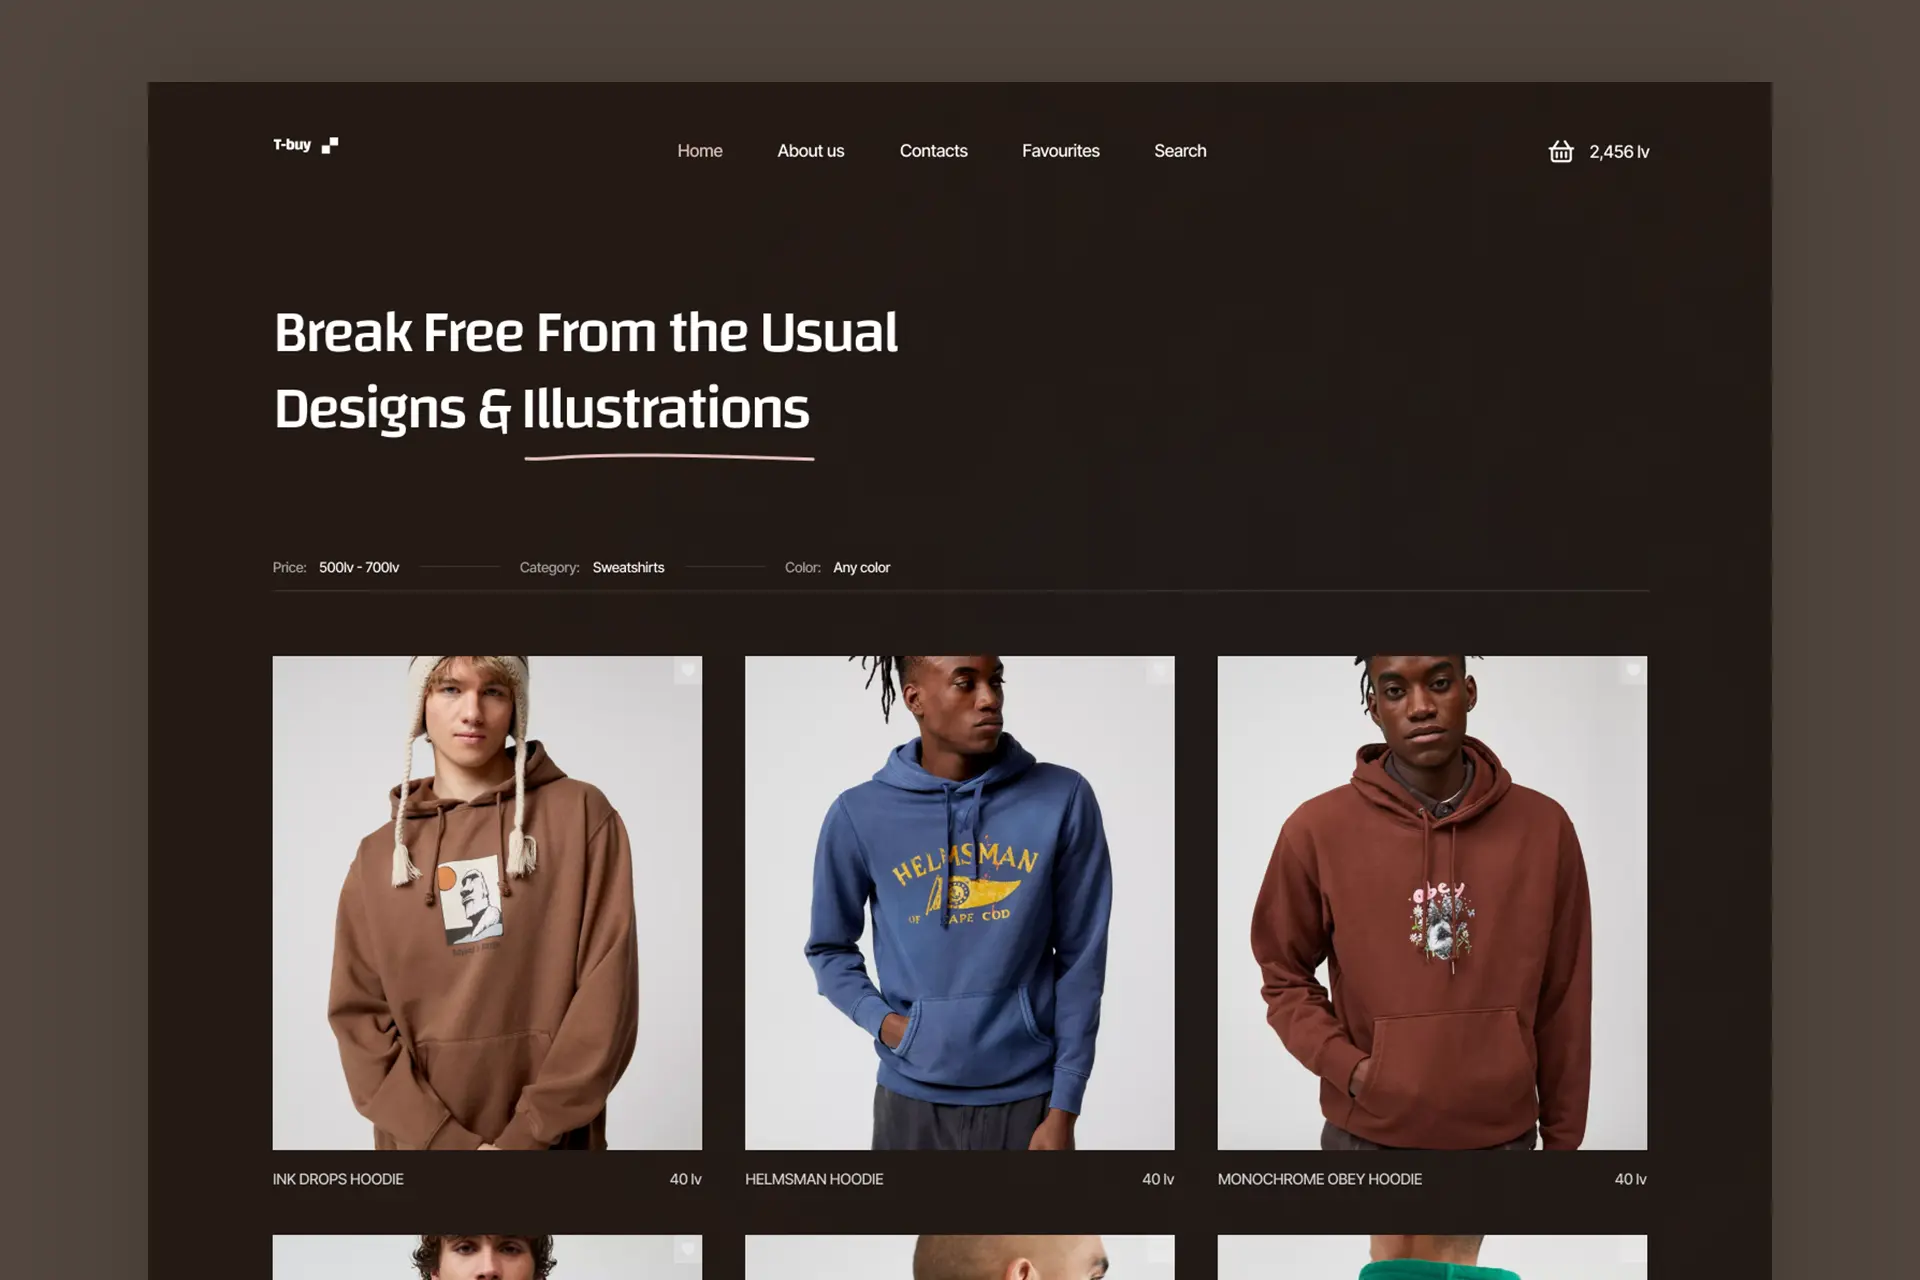 T-buy
Home About us Contacts Favourites Search
2,456 lv
Break Free From the Usual
Designs & Illustrations
Price: 500lv - 700lv Category: Sweatshirts Color: Any color
HELMSMAN
OF CAPE COD
obey
INK DROPS HOODIE 40 lv
HELMSMAN HOODIE 40 lv
MONOCHROME OBEY HOODIE 40 lv